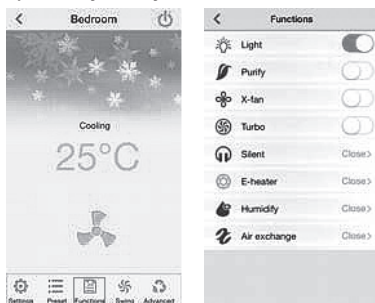 Bedroom
Cooling
25°C
Settings
Preset
Functions
Swing
Advanced
Functions
Light
Purify
X-fan
Turbo
Silent Close>
E-heater Close>
Humidify Close>
Air exchange Close>